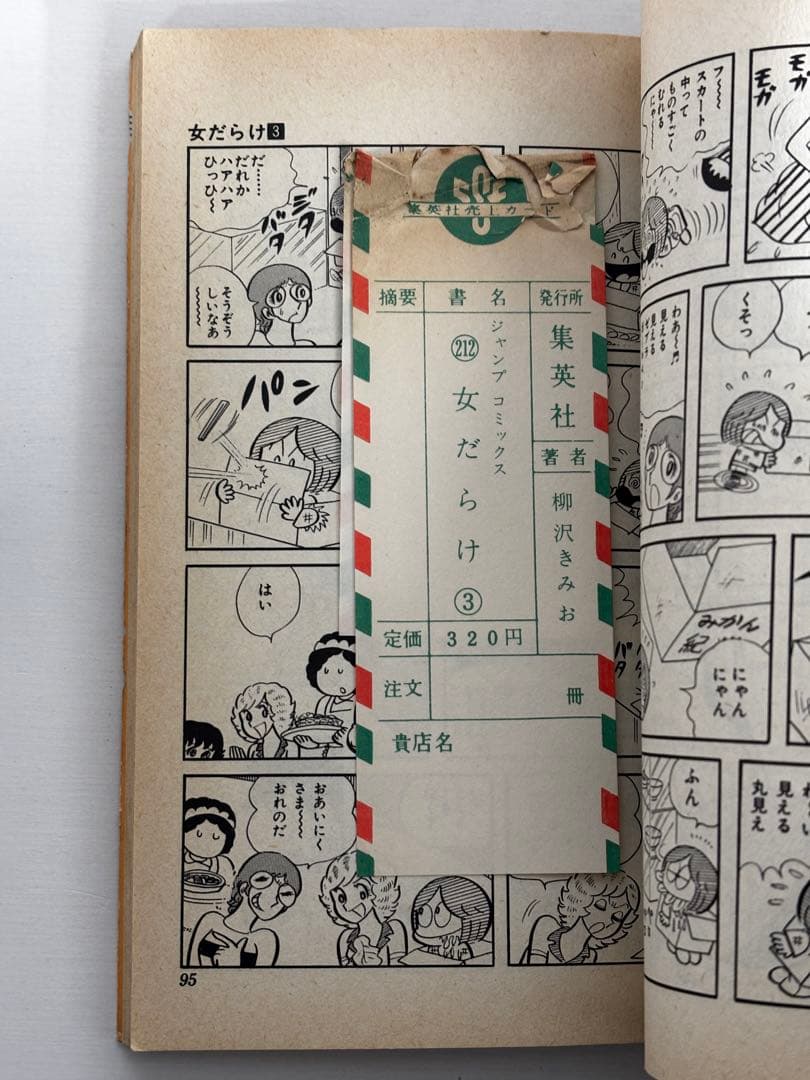 女だらけ3
だ……
だれか
ハアハア
ひっひ〜
バタ
ジタ
そうぞう
しいなあ
〜〜〜〜
パン
はい
おあいにく
さま〜〜
おれのだ
95
集英社売上カード
発行所
集英社
著者
柳沢きみお
書名
ジャンプ コミックス
212
女だらけ
3
摘要
定価
320円
注文
冊
貴店名
フ〜〜
スカートの
中って
ものすごく
むれる
にゃ〜〜
モガ
モガ
わあ〜♬
見える
見える
くそっ
みかん
紀
にゃん
にゃん
バタ
ふん
見える
丸見え